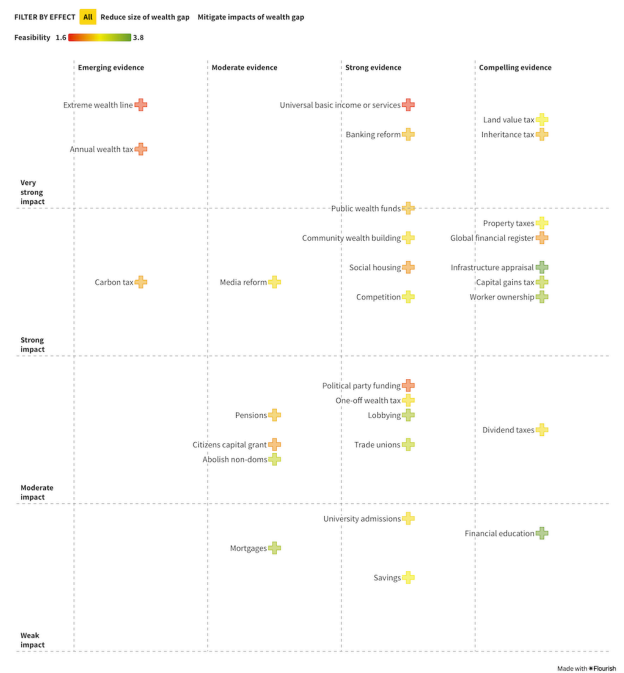 FILTER BY EFFECT All Reduce size of wealth gap Mitigate impacts of wealth gap
Feasibility 1.6 3.8
Emerging evidence Moderate evidence Strong evidence Compelling evidence
Extreme wealth line Universal basic income or services
Land value tax
Banking reform Inheritance tax
Annual wealth tax
Very
strong
impact
Public wealth funds
Property taxes
Community wealth building Global financial register
Social housing Infrastructure appraisal
Carbon tax Media reform Capital gains tax
Competition Worker ownership
Strong
impact
Political party funding
One-off wealth tax
Pensions Lobbying
Dividend taxes
Citizens capital grant Trade unions
Abolish non-doms
Moderate
impact
University admissions
Financial education
Mortgages
Savings
Weak
impact
Made with Flourish